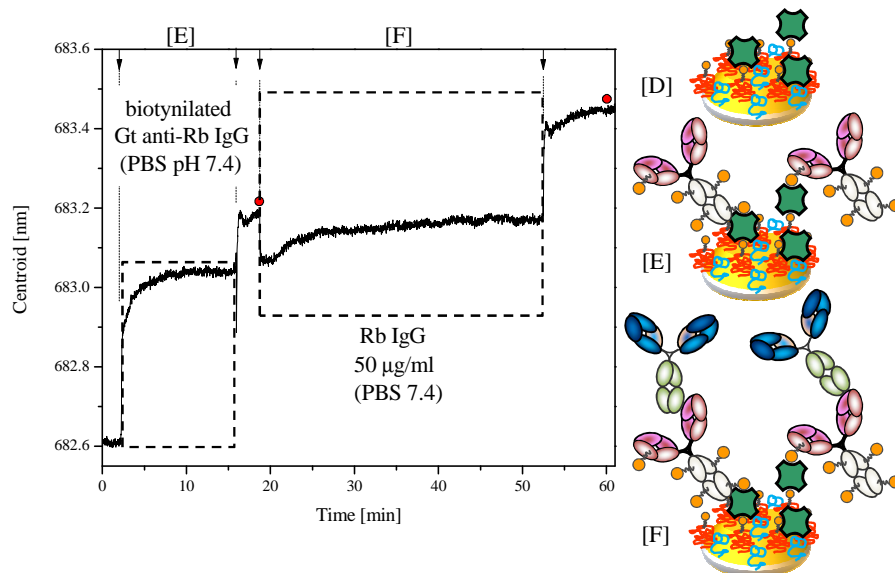 [E]
[F]
683.6
683.4
683.2
683.0
682.8
682.6
Centroid [nm]
0
10
20
30
40
50
60
Time [min]
biotynilated
Gt anti-Rb IgG
(PBS pH 7.4)
Rb IgG
50 µg/ml
(PBS 7.4)
[D]
[E]
[F]